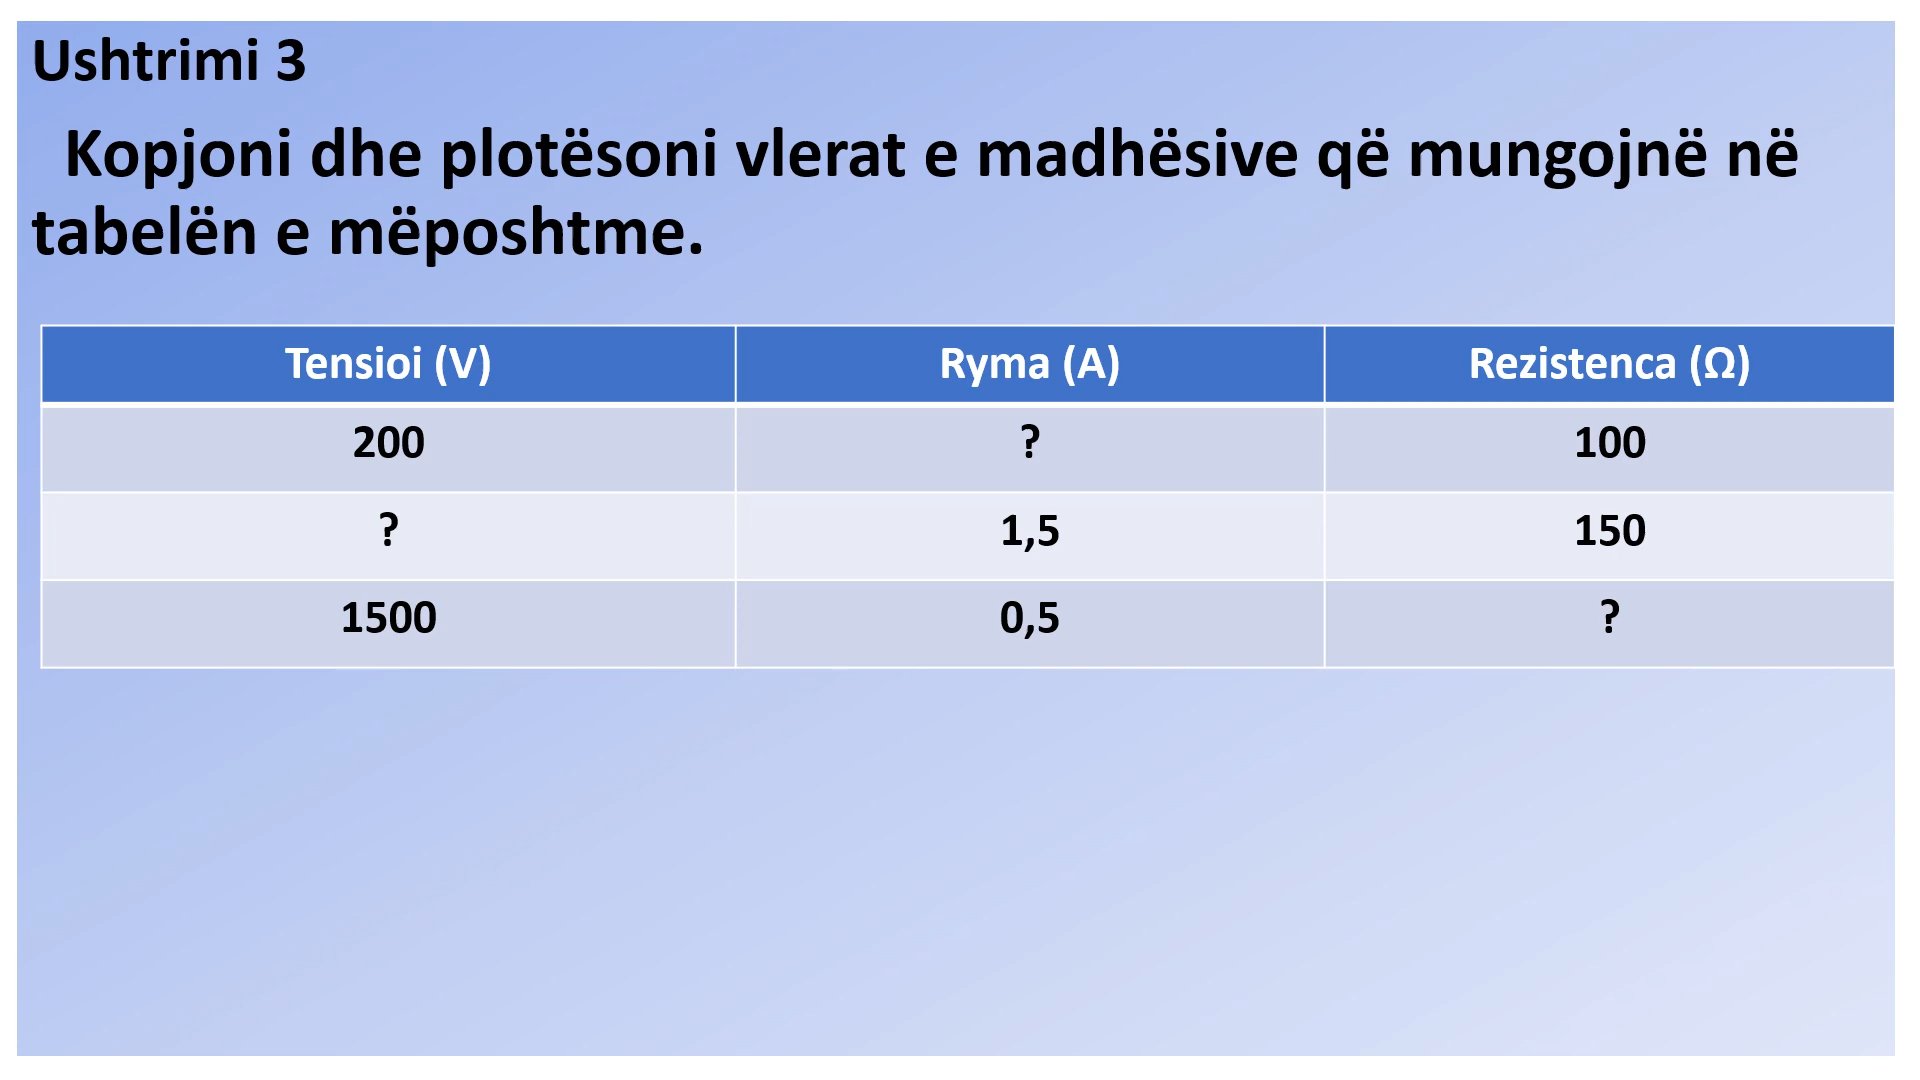 Ushtrimi 3
Kopjoni dhe plotësoni vlerat e madhësive që mungojnë në
tabelën e mëposhtme.
Tensioi (V) Ryma (A) Rezistenca (Ω)
200 ? 100
? 1,5 150
1500 0,5 ?